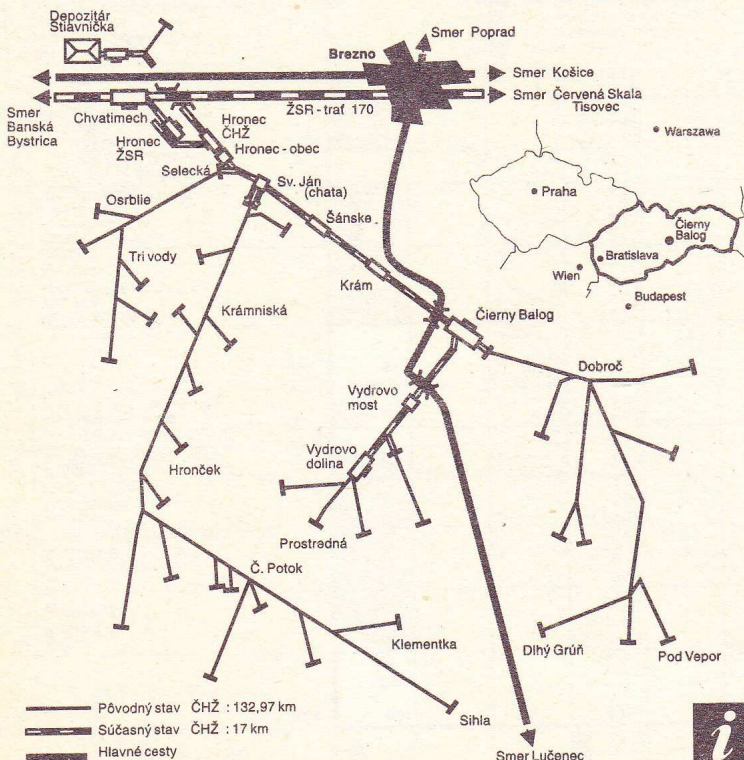 Depozitár
Štiavnička
Smer Poprad
Brezno
Smer Košice
Smer Červená Skala
Tisovec
ŽSR - trať 170
Smer
Banská
Bystrica
Chvatimech
Hronec
ŽSR
Hronec
ČHŽ
Hronec - obec
Selecká
Sv. Ján
(chata)
Osrblie
Šánske
Tri vody
Krám
Krámniská
Čierny Balog
Dobroč
Vydrovo
most
Vydrovo
dolina
Hronček
Prostredná
Č. Potok
Klementka
Dlhý Grúň
Pod Vepor
Sihla
Smer Lučenec
Warszawa
Praha
Čierny
Balog
Bratislava
Wien
Budapest
Pôvodný stav ČHŽ : 132,97 km
Súčasný stav ČHŽ : 17 km
Hlavné cesty
i